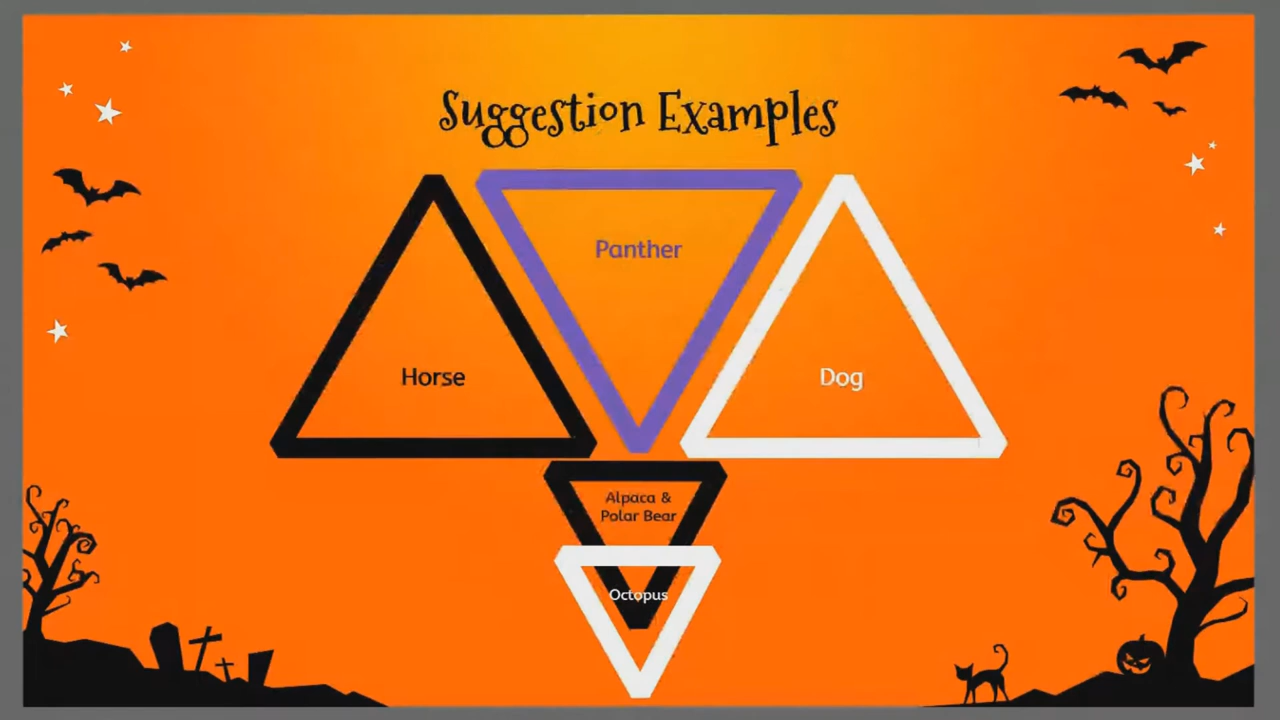 Suggestion Examples
Panther
Horse
Dog
Alpaca &
Polar Bear
Octopus